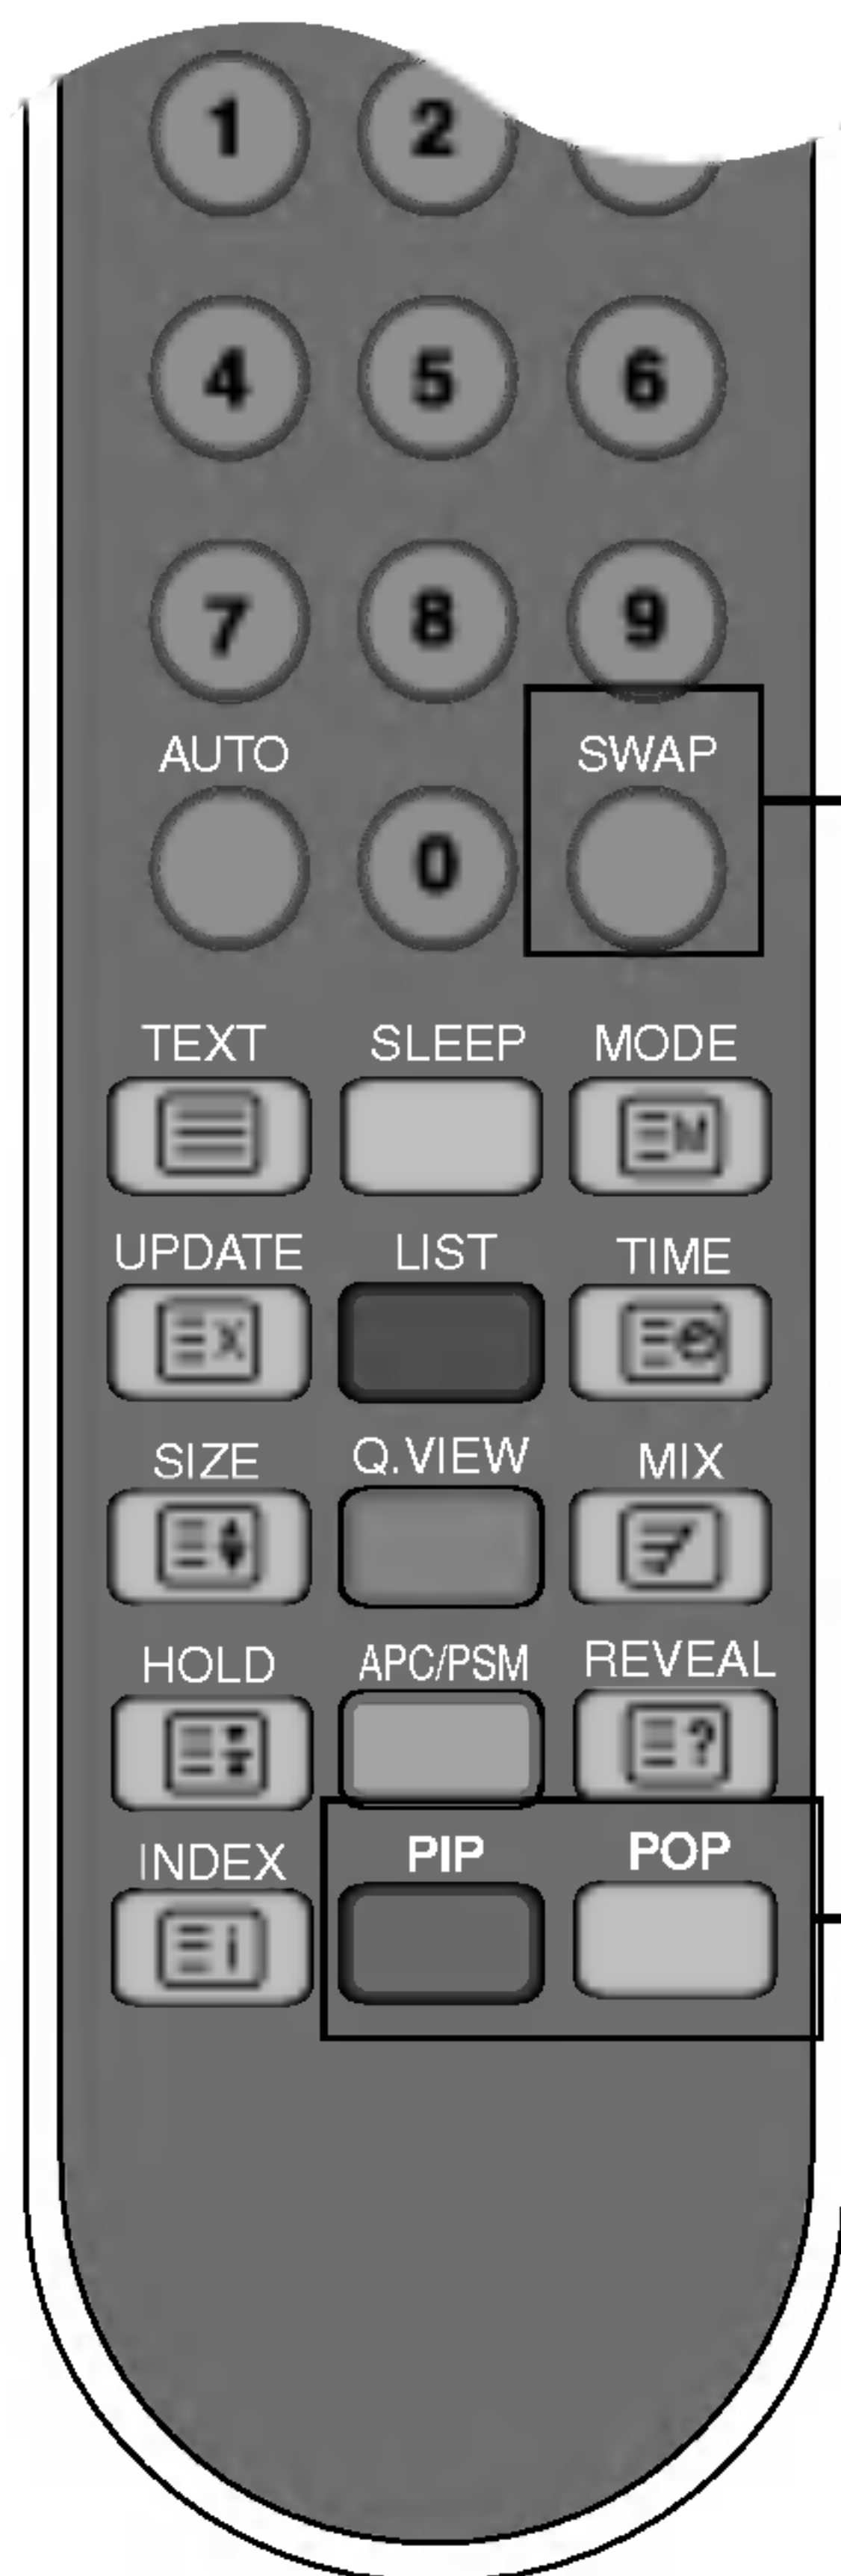 1 2
4 5 6
7 8 9
AUTO SWAP
0
TEXT SLEEP MODE
M
UPDATE LIST TIME
X
SIZE Q.VIEW MIX
HOLD APC/PSM REVEAL
?
INDEX PIP POP
i